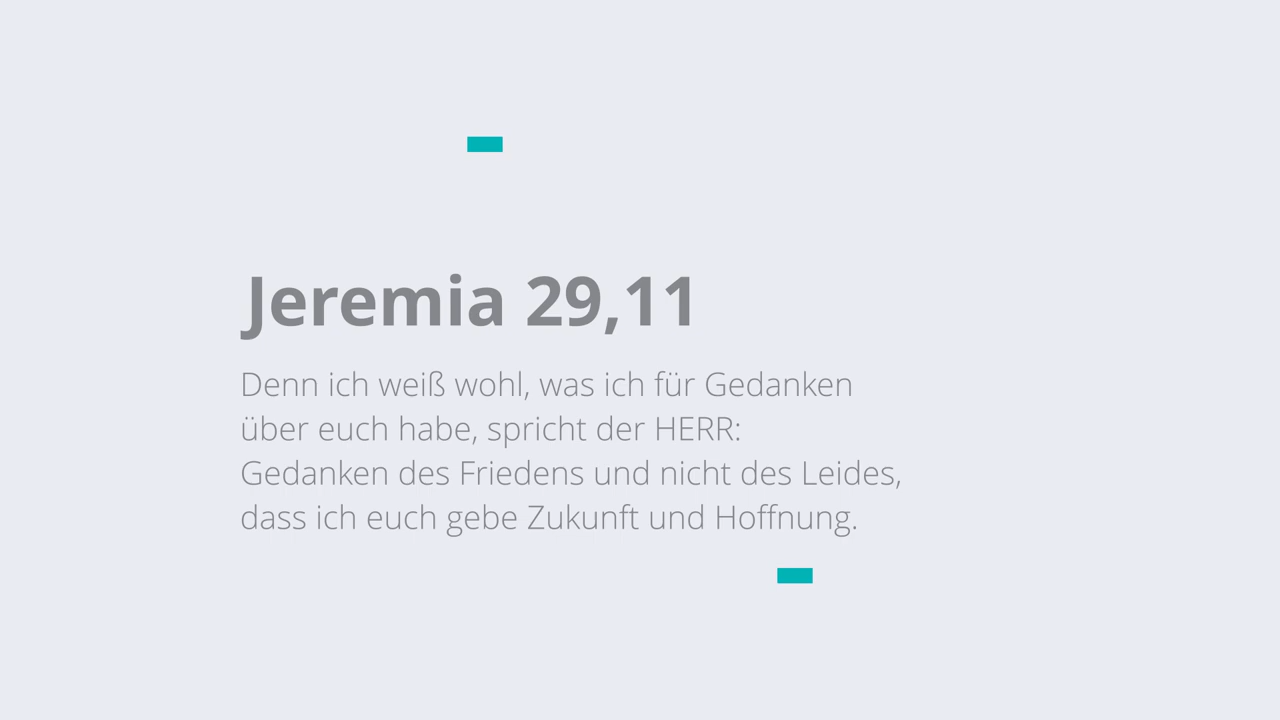 Jeremia 29,11
Denn ich weiß wohl, was ich für Gedanken
über euch habe, spricht der HERR:
Gedanken des Friedens und nicht des Leides,
dass ich euch gebe Zukunft und Hoffnung.